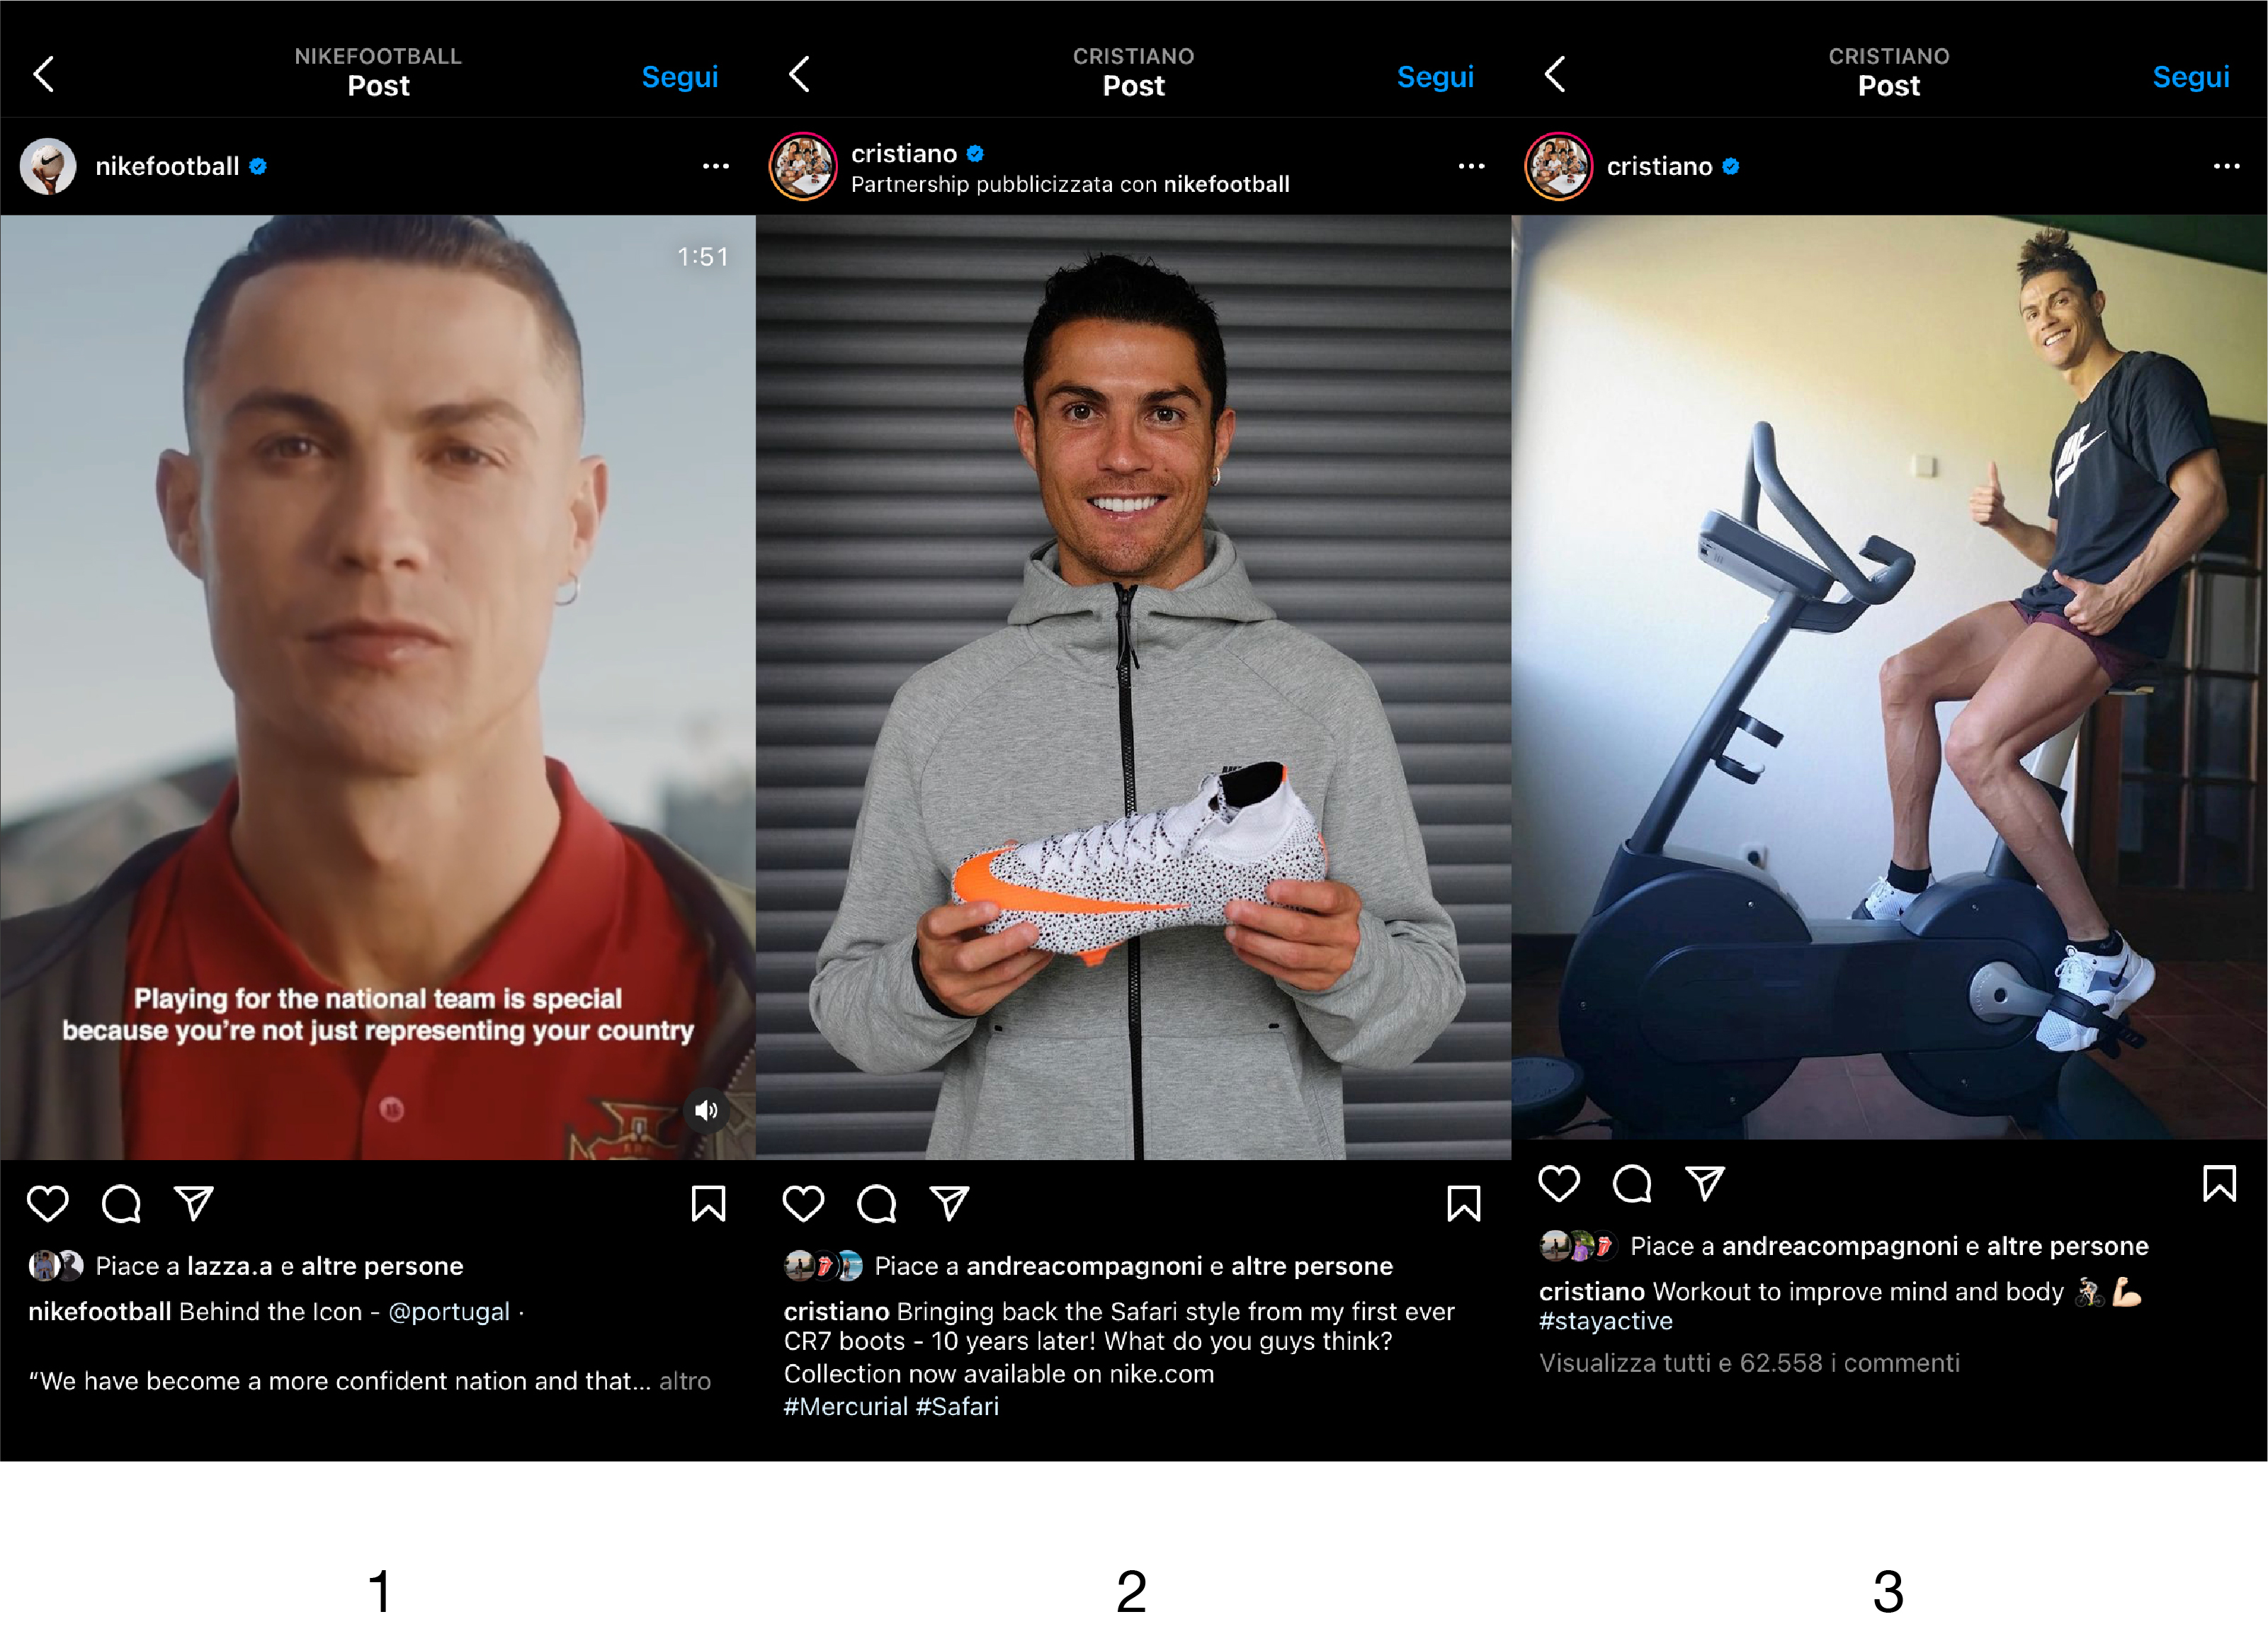 NIKEFOOTBALL
Post
Segui
nikefootball
1:51
Playing for the national team is special
because you're not just representing your country
Piace a lazza.a e altre persone
nikefootball Behind the Icon - @portugal ·
“We have become a more confident nation and that... altro
1
CRISTIANO
Post
Segui
cristiano
Partnership pubblicizzata con nikefootball
Piace a andreacompagnoni e altre persone
cristiano Bringing back the Safari style from my first ever
CR7 boots - 10 years later! What do you guys think?
Collection now available on nike.com
#Mercurial #Safari
2
CRISTIANO
Post
Segui
cristiano
NIKE
Piace a andreacompagnoni e altre persone
cristiano Workout to improve mind and body 🚴💪
#stayactive
Visualizza tutti e 62.558 i commenti
3